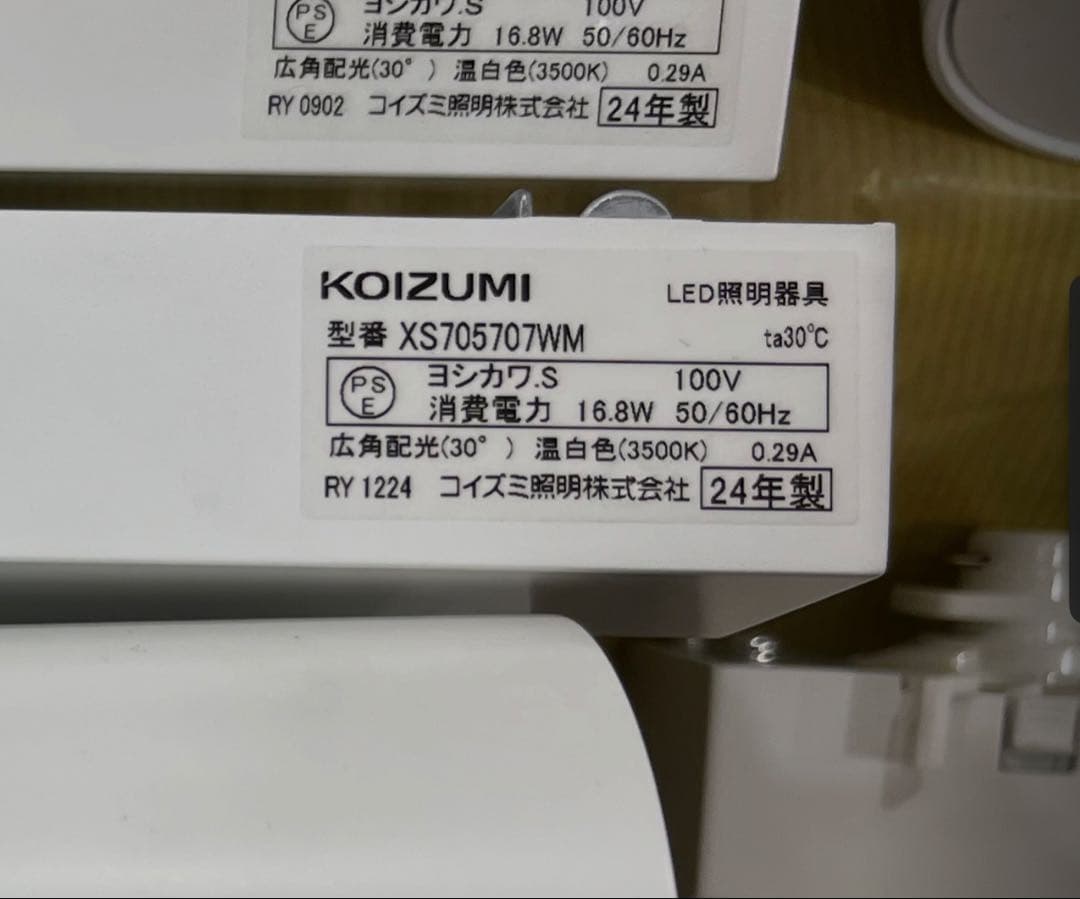 PS E ヨシカワ.S 100V
消費電力 16.8W 50/60Hz
広角配光(30°) 温白色(3500K) 0.29A
RY 0902 コイズミ照明株式会社 24年製
KOIZUMI LED照明器具
型番 XS705707WM ta30℃
PS E ヨシカワ.S 100V
消費電力 16.8W 50/60Hz
広角配光(30°) 温白色(3500K) 0.29A
RY 1224 コイズミ照明株式会社 24年製